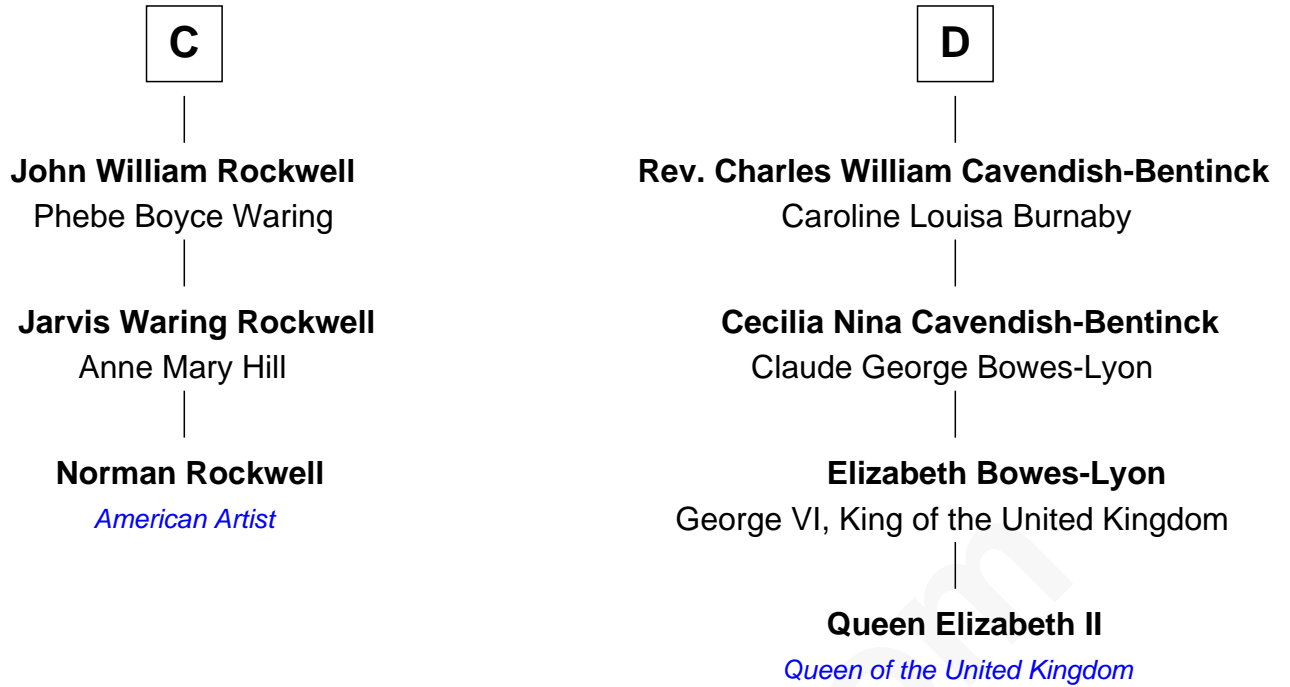 C
John William Rockwell
Phebe Boyce Waring
Jarvis Waring Rockwell
Anne Mary Hill
Norman Rockwell
American Artist
D
Rev. Charles William Cavendish-Bentinck
Caroline Louisa Burnaby
Cecilia Nina Cavendish-Bentinck
Claude George Bowes-Lyon
Elizabeth Bowes-Lyon
George VI, King of the United Kingdom
Queen Elizabeth II
Queen of the United Kingdom